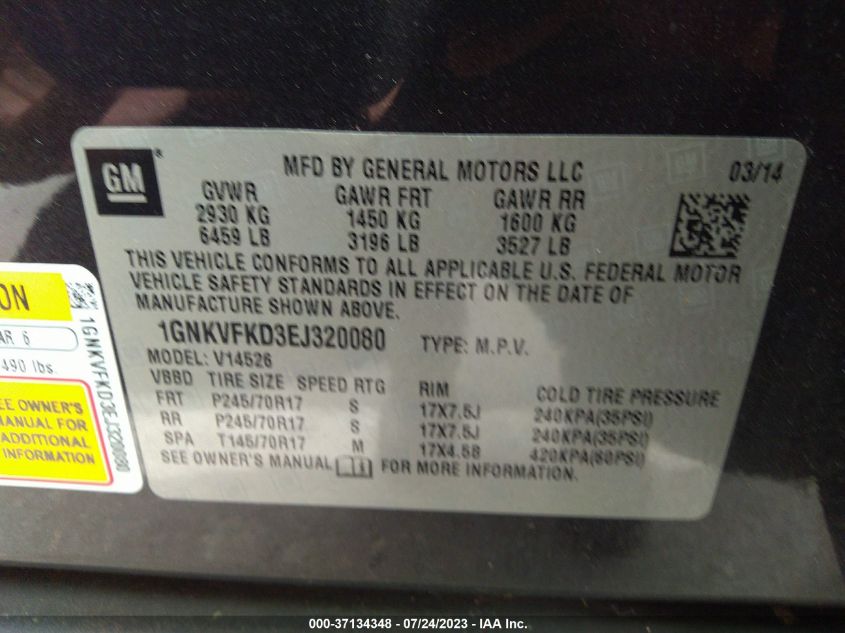 GM ®
MFD BY GENERAL MOTORS LLC 03/14
GVWR GAWR FRT GAWR RR
2930 KG 1450 KG 1600 KG
6459 LB 3196 LB 3527 LB
THIS VEHICLE CONFORMS TO ALL APPLICABLE U.S. FEDERAL MOTOR
VEHICLE SAFETY STANDARDS IN EFFECT ON THE DATE OF
MANUFACTURE SHOWN ABOVE.
1GNKVFKD3EJ320080 TYPE: M.P.V.
MODEL: V14526
VBBD TIRE SIZE SPEED RTG RIM COLD TIRE PRESSURE
FRT P245/70R17 S 17X7.5J 240KPA(35PSI)
RR P245/70R17 S 17X7.5J 240KPA(35PSI)
SPA T145/70R17 M 17X4.5B 420KPA(60PSI)
SEE OWNER'S MANUAL FOR MORE INFORMATION.
ON
AR 6
490 lbs.
EE OWNER'S
MANUAL FOR
ADDITIONAL
INFORMATION
1GNKVFKD3EJ320080
000-37134348 - 07/24/2023 - IAA Inc.